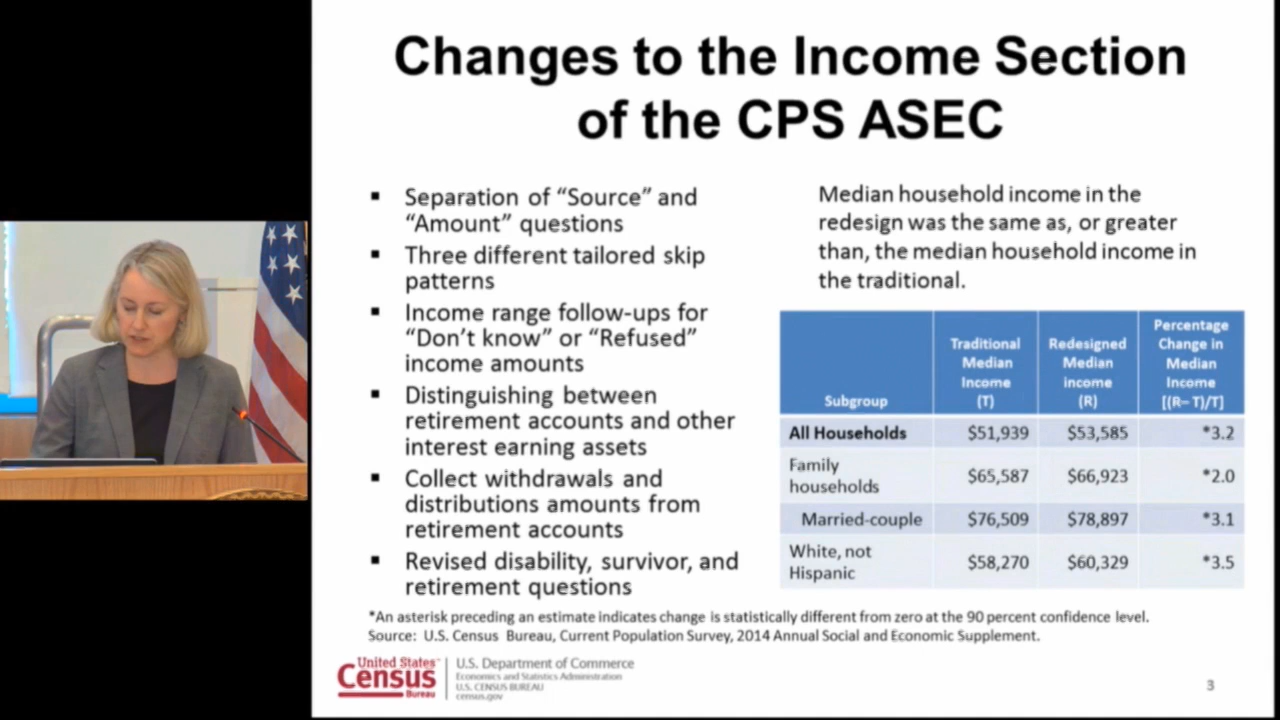 Changes to the Income Section
of the CPS ASEC
▪ Separation of “Source” and
“Amount” questions
▪ Three different tailored skip
patterns
▪ Income range follow-ups for
“Don’t know” or “Refused”
income amounts
▪ Distinguishing between
retirement accounts and other
interest earning assets
▪ Collect withdrawals and
distributions amounts from
retirement accounts
▪ Revised disability, survivor, and
retirement questions
Median household income in the
redesign was the same as, or greater
than, the median household income in
the traditional.
Subgroup
Traditional
Median
Income
(T)
Redesigned
Median
income
(R)
Percentage
Change in
Median
Income
[(R–T)/T]
All Households $51,939 $53,585 *3.2
Family
households $65,587 $66,923 *2.0
Married-couple $76,509 $78,897 *3.1
White, not
Hispanic $58,270 $60,329 *3.5
*An asterisk preceding an estimate indicates change is statistically different from zero at the 90 percent confidence level.
Source: U.S. Census Bureau, Current Population Survey, 2014 Annual Social and Economic Supplement.
United States™
Census
Bureau
U.S. Department of Commerce
Economics and Statistics Administration
U.S. CENSUS BUREAU
census.gov
3